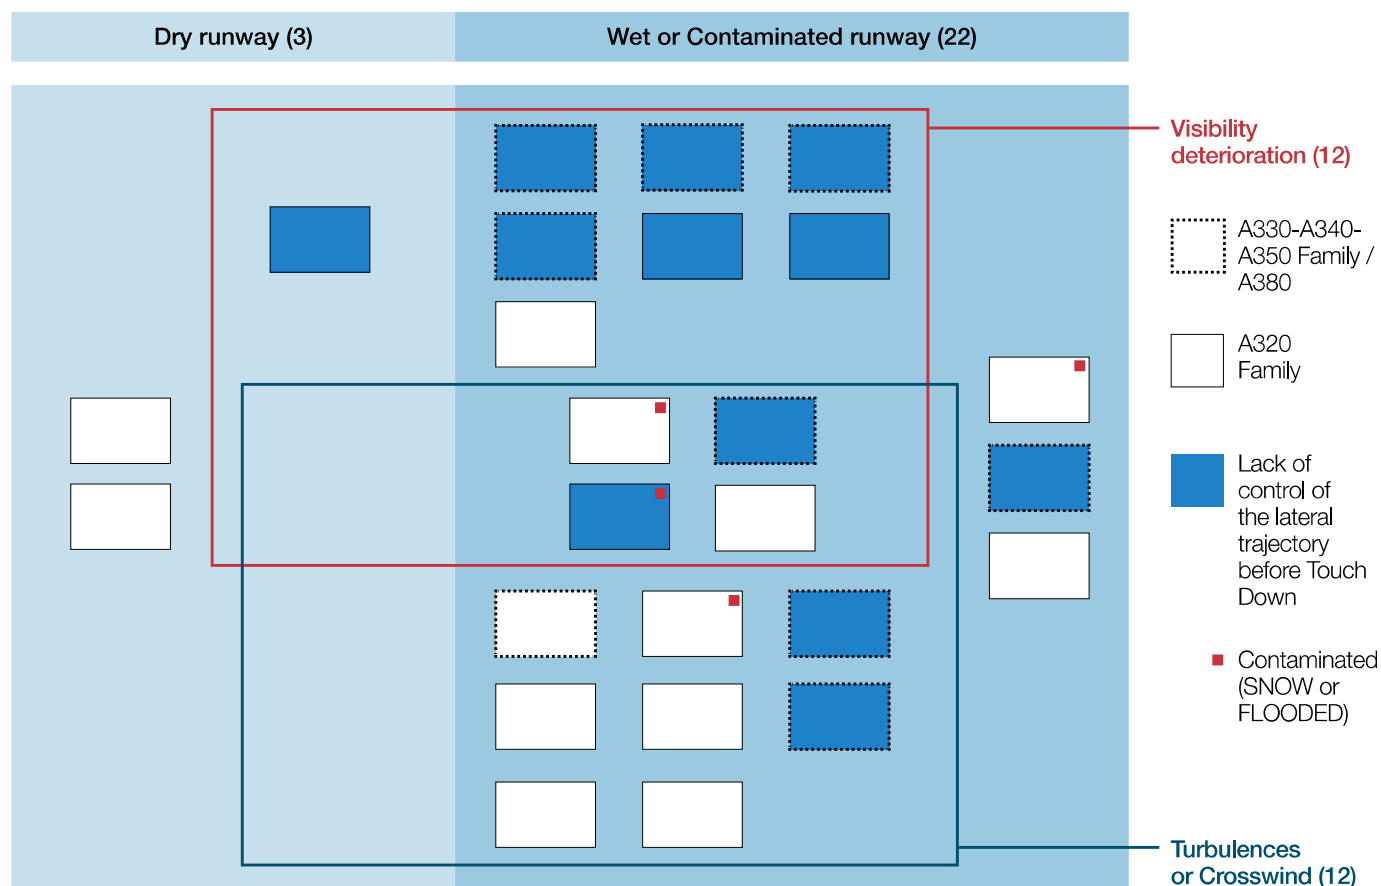 Dry runway (3)
Wet or Contaminated runway (22)
Visibility
deterioration (12)
A330-A340-
A350 Family /
A380
A320
Family
Lack of
control of
the lateral
trajectory
before Touch
Down
Contaminated
(SNOW or
FLOODED)
Turbulences
or Crosswind (12)